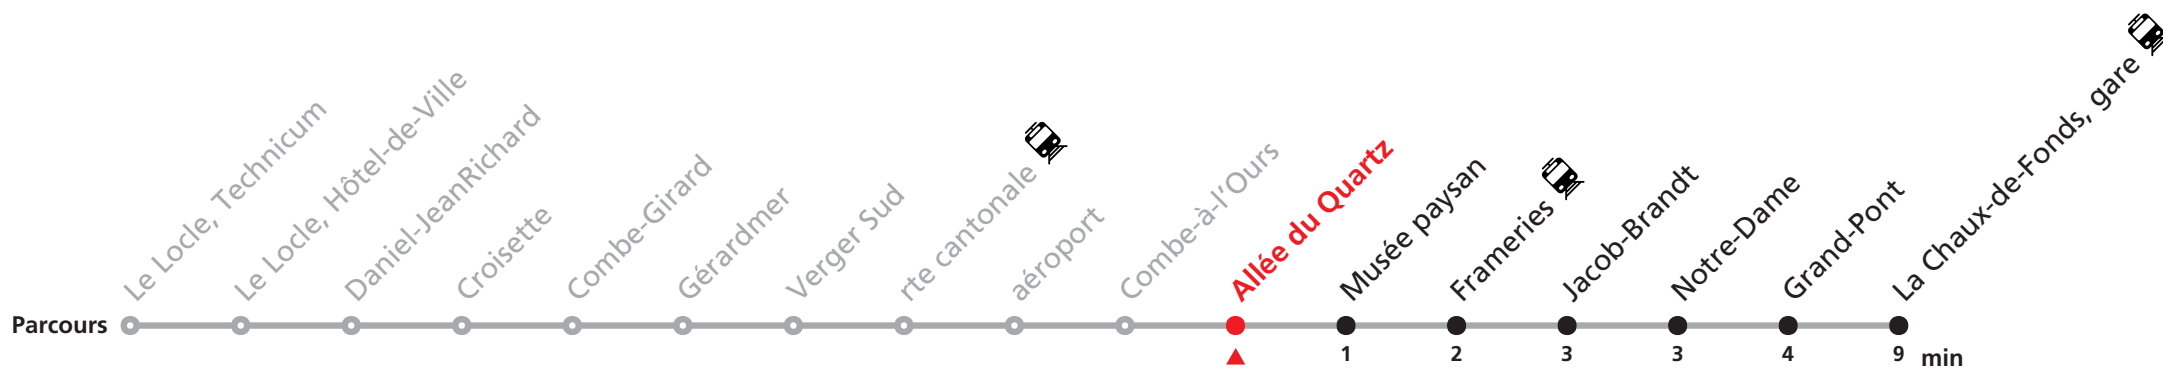 Le Locle, Technicum
Le Locle, Hôtel-de-Ville
Daniel-JeanRichard
Croisette
Combe-Girard
Gérardmer
Verger Sud
rte cantonale
aéroport
Combe-à-l'Ours
Allée du Quartz
Musée paysan
Frameries
Jacob-Brandt
Notre-Dame
Grand-Pont
La Chaux-de-Fonds, gare
Parcours
1 2 3 3 4 9 min